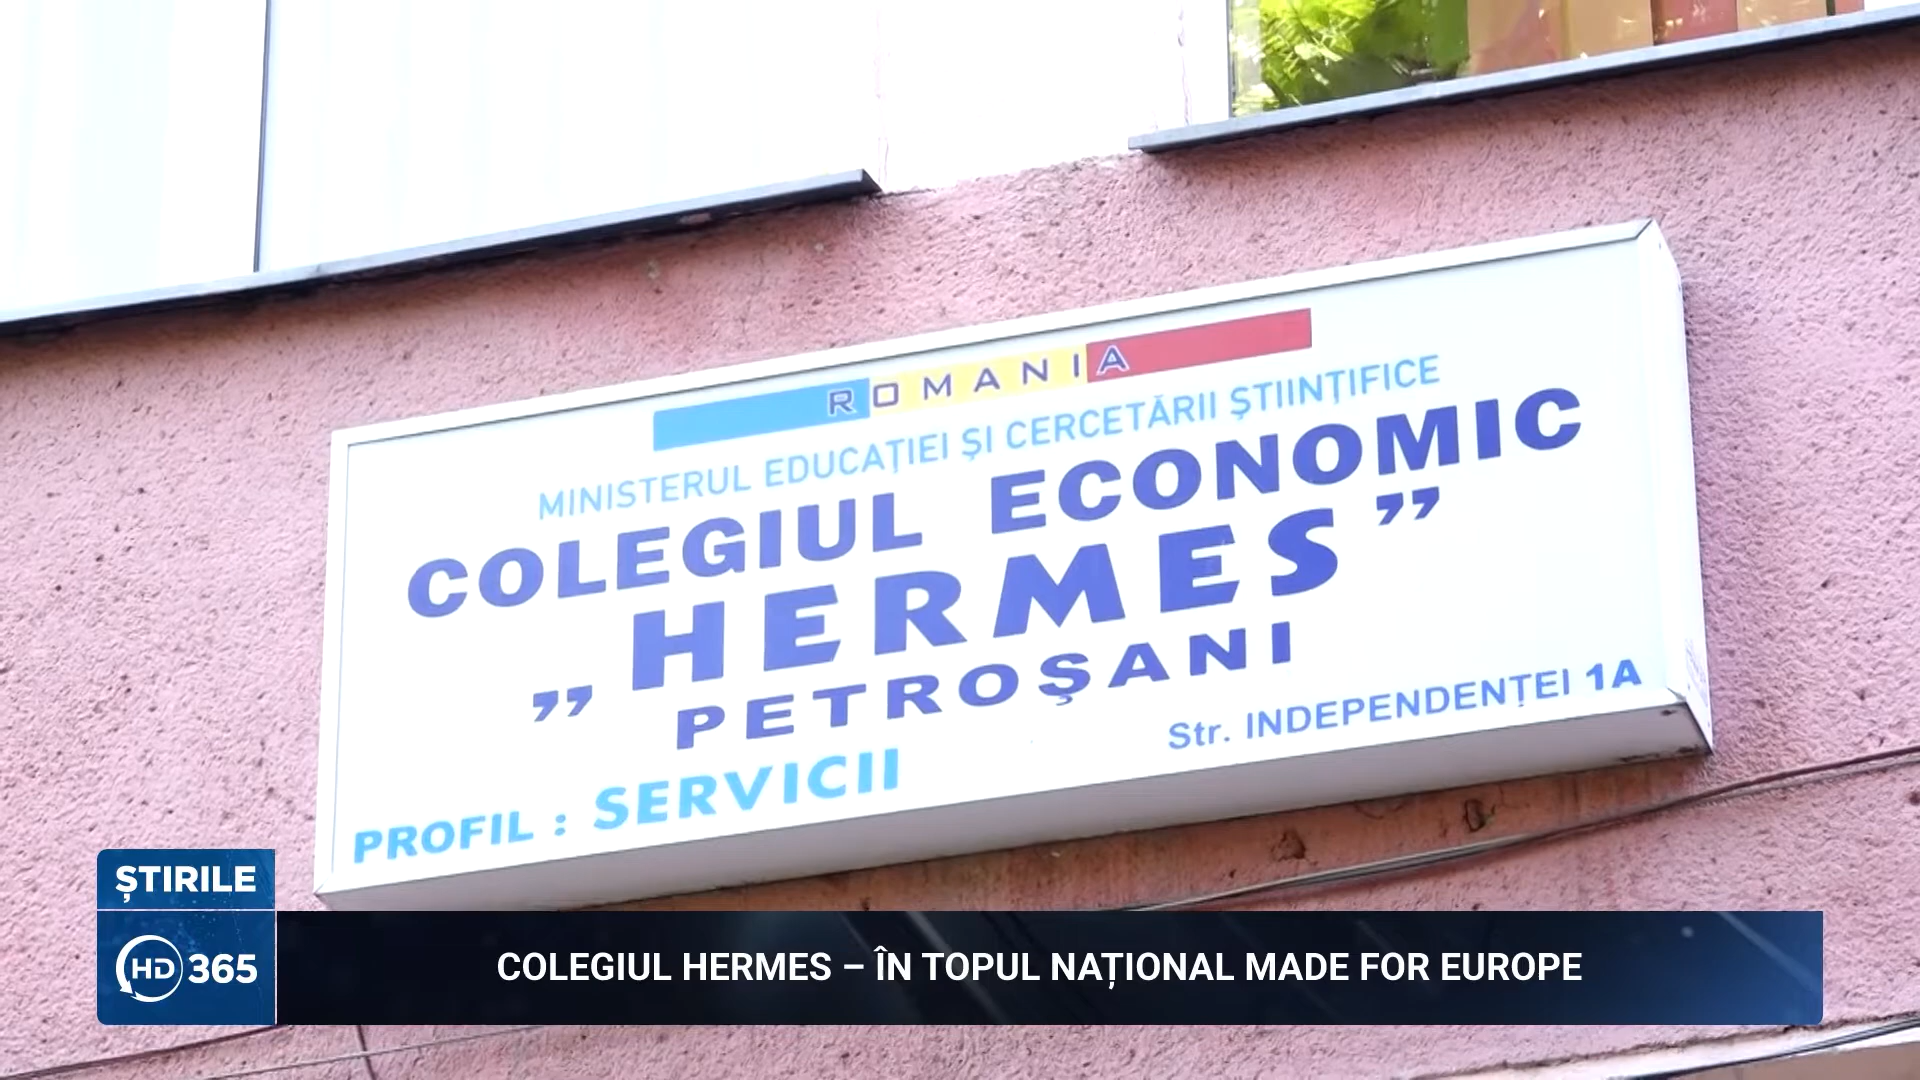 ROMANIA
MINISTERUL EDUCAȚIEI ȘI CERCETĂRII ȘTIINȚIFICE
COLEGIUL ECONOMIC
„HERMES”
PETROȘANI
Str. INDEPENDENȚEI 1A
PROFIL : SERVICII
ȘTIRILE
HD 365
COLEGIUL HERMES – ÎN TOPUL NAȚIONAL MADE FOR EUROPE